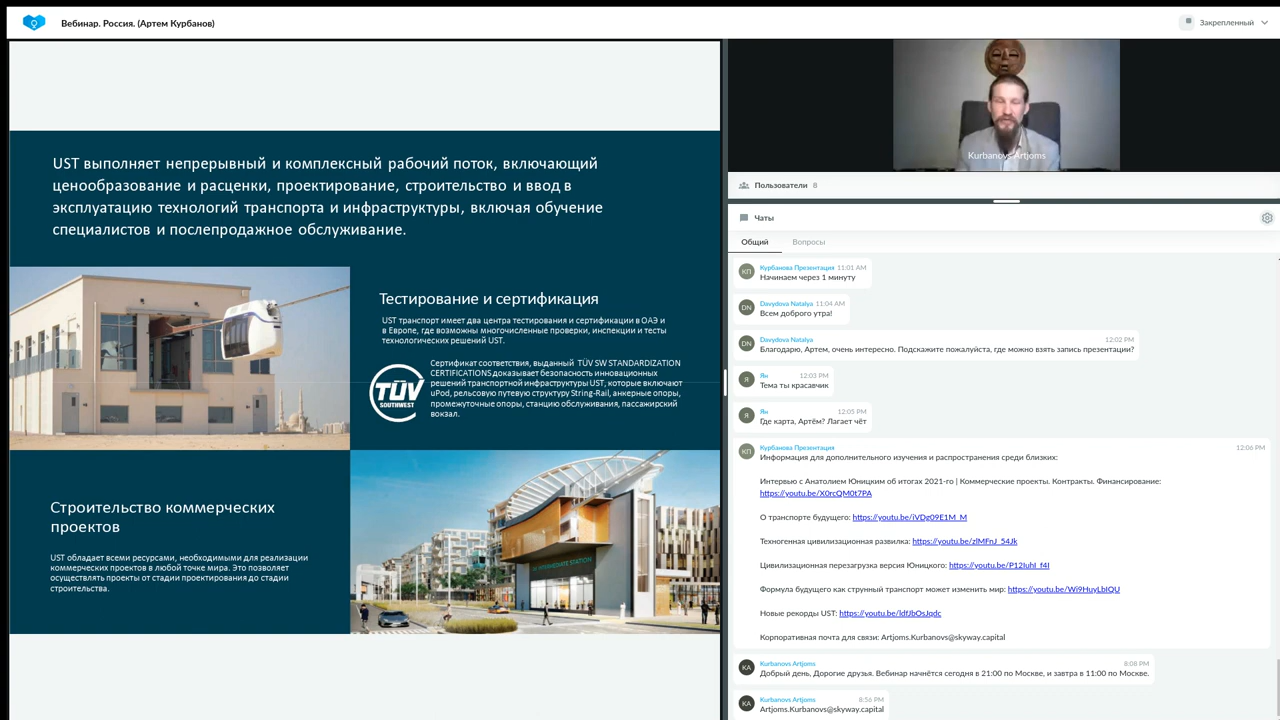 Вебинар. Россия. (Артем Курбанов)
Закрепленный
UST выполняет непрерывный и комплексный рабочий поток, включающий
ценообразование и расценки, проектирование, строительство и ввод в
эксплуатацию технологий транспорта и инфраструктуры, включая обучение
специалистов и послепродажное обслуживание.
Тестирование и сертификация
UST транспорт имеет два центра тестирования и сертификации в ОАЭ и
в Европе, где возможны многочисленные проверки, инспекции и тесты
технологических решений UST.
TÜV
SOUTHWEST
Сертификат соответствия, выданный TÜV SW STANDARDIZATION
CERTIFICATIONS доказывает безопасность инновационных
решений транспортной инфраструктуры UST, которые включают
uPod, рельсовую путевую структуру String-Rail, анкерные опоры,
промежуточные опоры, станцию обслуживания, пассажирский
вокзал.
Строительство коммерческих
проектов
UST обладает всеми ресурсами, необходимыми для реализации
коммерческих проектов в любой точке мира. Это позволяет
осуществлять проекты от стадии проектирования до стадии
строительства.
INTERMEDIATE STATION
Kurbanovs Artjoms
Пользователи 8
Чаты
Общий Вопросы
КП Курбанова Презентация 11:01 AM
Начинаем через 1 минуту
DN Davydova Natalya 11:04 AM
Всем доброго утра!
DN Davydova Natalya 12:02 PM
Благодарю, Артем, очень интересно. Подскажите пожалуйста, где можно взять запись презентации?
Я Ян 12:03 PM
Тема ты красавчик
Я Ян 12:05 PM
Где карта, Артём? Лагает чёт
КП Курбанова Презентация 12:06 PM
Информация для дополнительного изучения и распространения среди близких:
Интервью с Анатолием Юницким об итогах 2021-го | Коммерческие проекты. Контракты. Финансирование:
https://youtu.be/X0rcQM0t7PA
О транспорте будущего: https://youtu.be/iVDg09E1M_M
Техногенная цивилизационная развилка: https://youtu.be/zlMFnJ_54Jk
Цивилизационная перезагрузка версия Юницкого: https://youtu.be/P12IuhI_f4I
Формула будущего как струнный транспорт может изменить мир: https://youtu.be/Wi9HuyLbIQU
Новые рекорды UST: https://youtu.be/ldfJbOsJqdc
Корпоративная почта для связи: Artjoms.Kurbanovs@skyway.capital
KA Kurbanovs Artjoms 8:08 PM
Добрый день, Дорогие друзья. Вебинар начнётся сегодня в 21:00 по Москве, и завтра в 11:00 по Москве.
KA Kurbanovs Artjoms 8:56 PM
Artjoms.Kurbanovs@skyway.capital